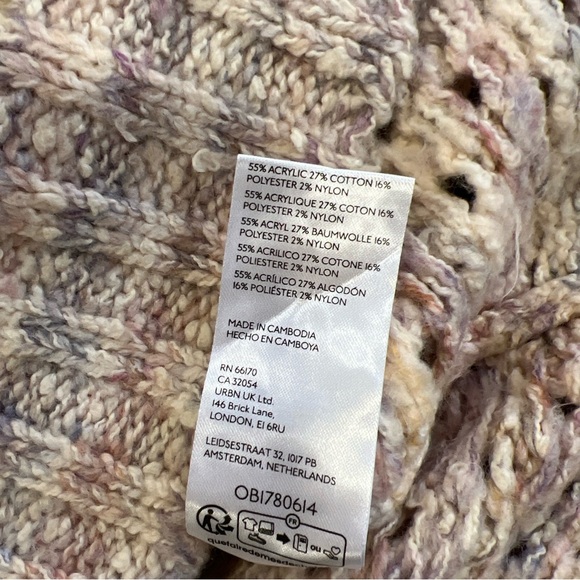 55% ACRYLIC 27% COTTON 16%
POLYESTER 2% NYLON
55% ACRYLIQUE 27% COTON 16%
POLYESTER 2% NYLON
55% ACRYL 27% BAUMWOLLE 16%
POLYESTER 2% NYLON
55% ACRILICO 27% COTONE 16%
POLIESTERE 2% NYLON
55% ACRÍLICO 27% ALGODÓN
16% POLIÉSTER 2% NYLON
MADE IN CAMBODIA
HECHO EN CAMBOYA
RN 66170
CA 32054
URBN UK Ltd.
146 Brick Lane,
LONDON, E1 6RU
LEIDSESTRAAT 32, 1017 PB
AMSTERDAM, NETHERLANDS
OB1780614
FR
OU
quefairedemesde